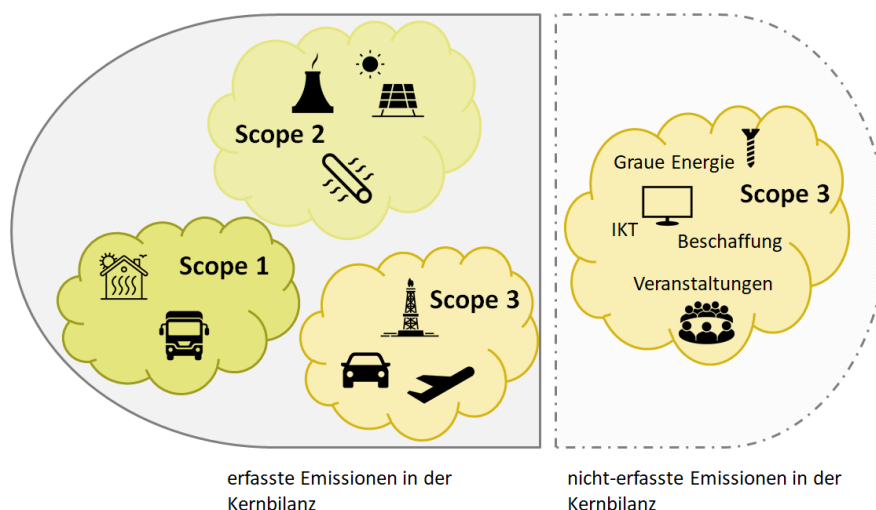 Scope 2
Scope 1
Scope 3
Graue Energie
Scope 3
IKT
Beschaffung
Veranstaltungen
erfasste Emissionen in der
Kernbilanz
nicht-erfasste Emissionen in der
Kernbilanz